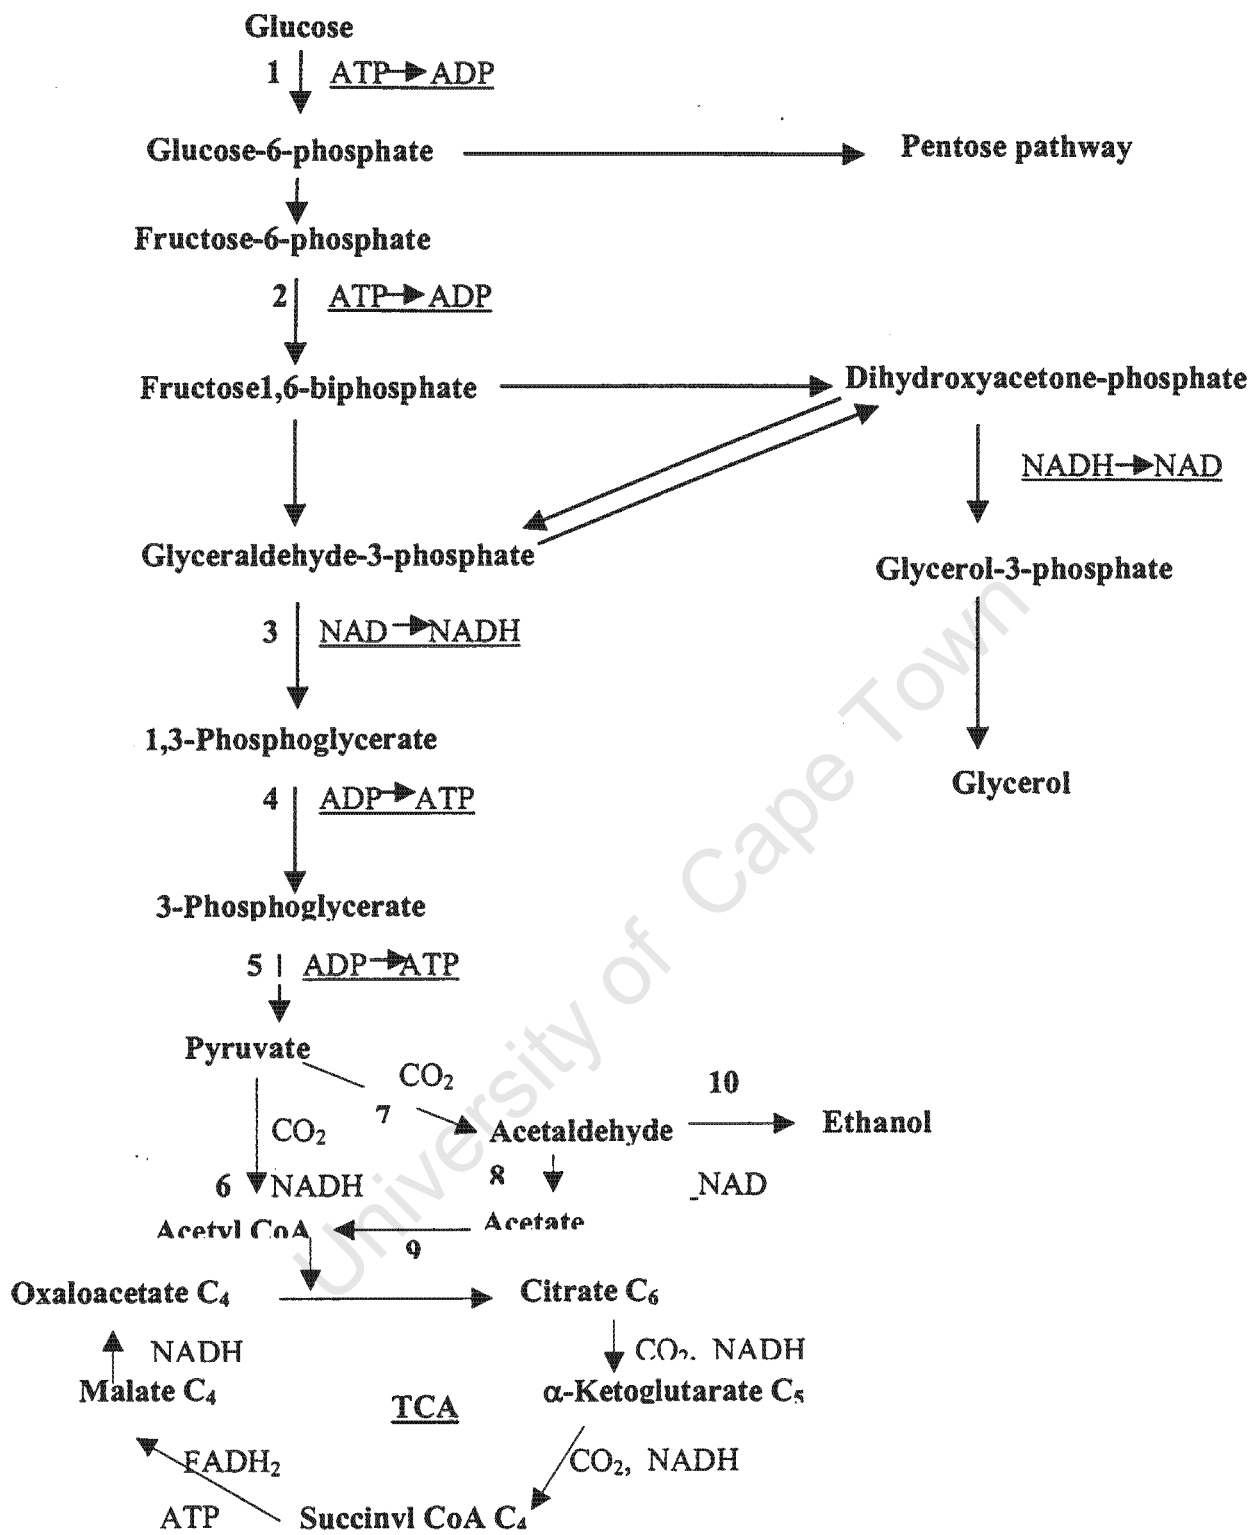 Glucose
1 ATP→ADP
Glucose-6-phosphate Pentose pathway
Fructose-6-phosphate
2 ATP→ADP
Fructose1,6-biphosphate Dihydroxyacetone-phosphate
NADH→NAD
Glyceraldehyde-3-phosphate Glycerol-3-phosphate
3 NAD→NADH
1,3-Phosphoglycerate
Glycerol
4 ADP→ATP
3-Phosphoglycerate
5 ADP→ATP
Pyruvate
CO₂ 10
7
CO₂ Acetaldehyde Ethanol
6 NADH 8 NAD
Acetyl CoA Acetate
9
Oxaloacetate C₄ Citrate C₆
NADH CO₂, NADH
Malate C₄ TCA α-Ketoglutarate C₅
FADH₂ CO₂, NADH
ATP Succinyl CoA C₄
University of Cape Town